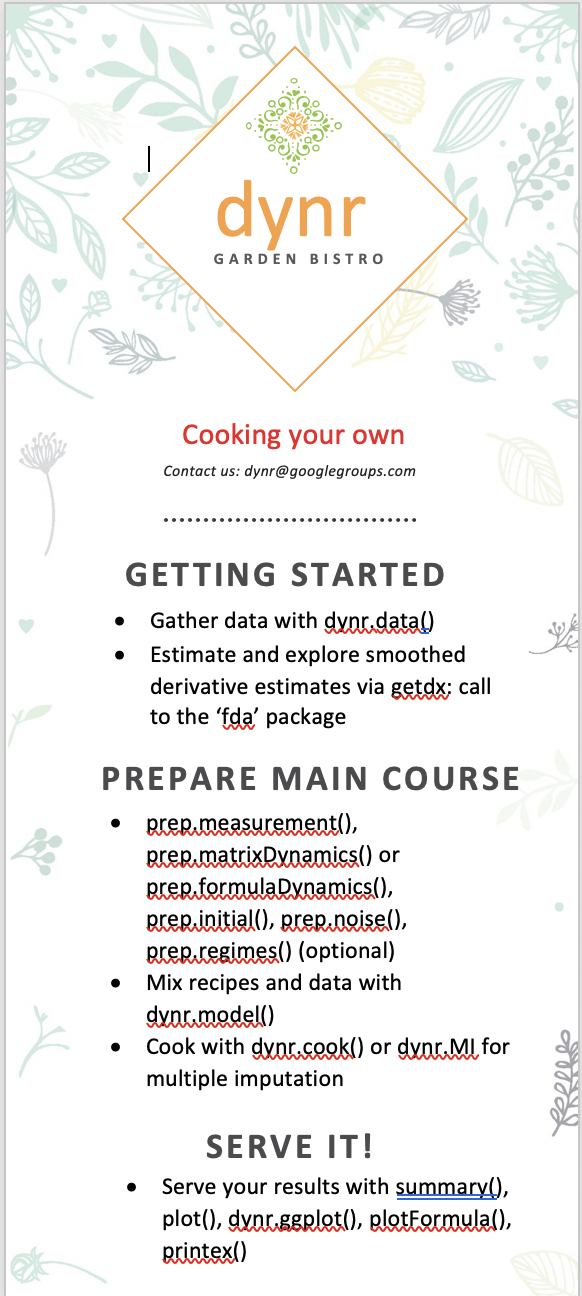 dynr
GARDEN BISTRO
Cooking your own
Contact us: dynr@googlegroups.com
................................
GETTING STARTED
• Gather data with dynr.data()
• Estimate and explore smoothed
derivative estimates via getdx: call
to the ‘fda’ package
PREPARE MAIN COURSE
• prep.measurement(),
prep.matrixDynamics() or
prep.formulaDynamics(),
prep.initial(), prep.noise(),
prep.regimes() (optional)
• Mix recipes and data with
dynr.model()
• Cook with dynr.cook() or dynr.MI for
multiple imputation
SERVE IT!
• Serve your results with summary(),
plot(), dynr.ggplot(), plotFormula(),
printex()